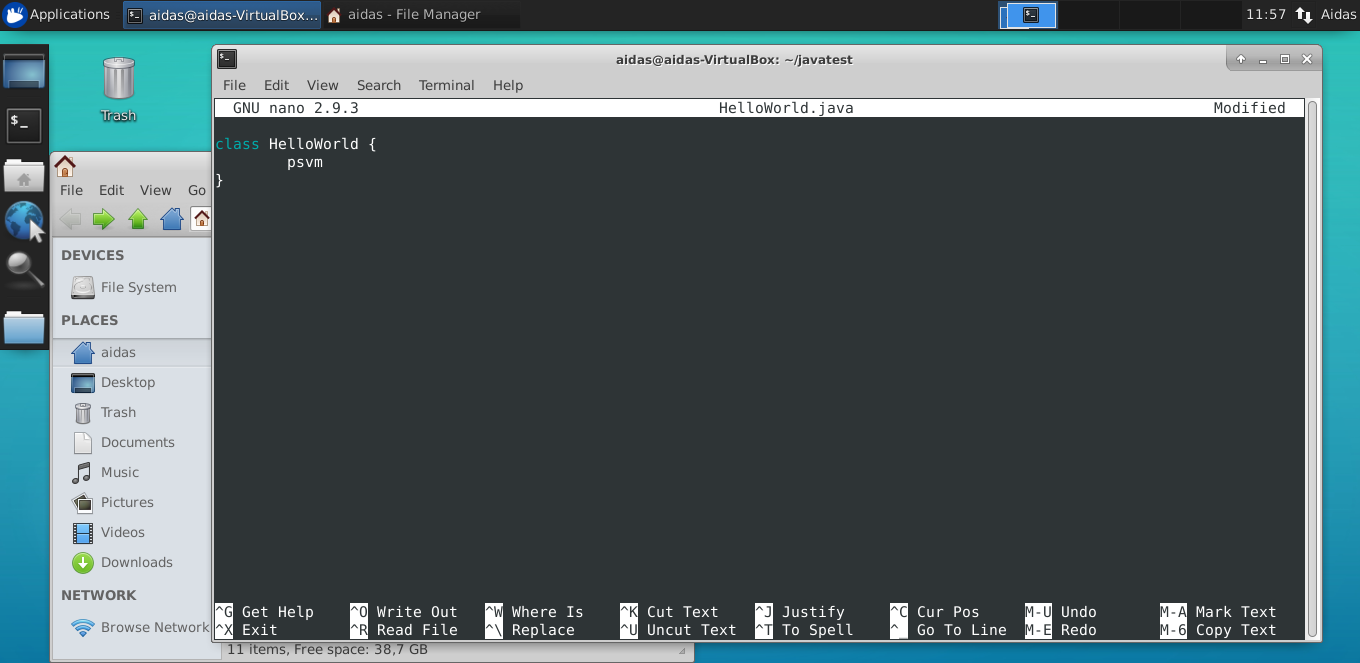 Applications
aidas@aidas-VirtualBox...
aidas - File Manager
11:57
Aidas
Trash
aidas@aidas-VirtualBox: ~/javatest
File Edit View Search Terminal Help
GNU nano 2.9.3 HelloWorld.java Modified
class HelloWorld {
psvm
}
^G Get Help ^O Write Out ^W Where Is ^K Cut Text ^J Justify ^C Cur Pos M-U Undo M-A Mark Text
^X Exit ^R Read File ^\ Replace ^U Uncut Text ^T To Spell ^_ Go To Line M-E Redo M-6 Copy Text
File Edit View Go
DEVICES
File System
PLACES
aidas
Desktop
Trash
Documents
Music
Pictures
Videos
Downloads
NETWORK
Browse Network
11 items, Free space: 38,7 GB